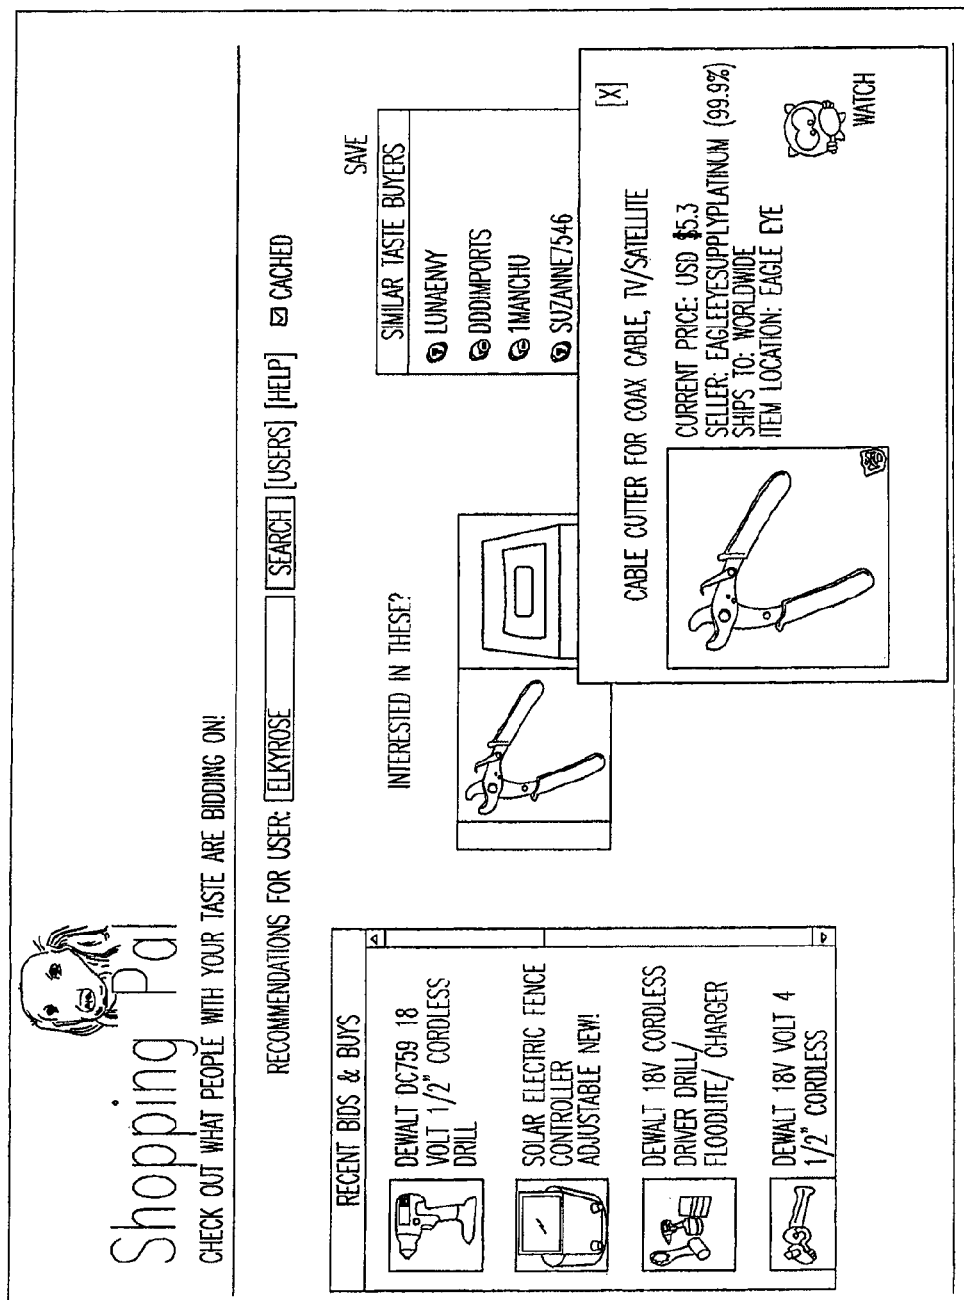 Shopping Pal
CHECK OUT WHAT PEOPLE WITH YOUR TASTE ARE BIDDING ON!
RECOMMENDATIONS FOR USER: ELKYROSE SEARCH [USERS] [HELP] ☑ CACHED
RECENT BIDS & BUYS
DEWALT DC759 18
VOLT 1/2" CORDLESS
DRILL
SOLAR ELECTRIC FENCE
CONTROLLER
ADJUSTABLE NEW!
DEWALT 18V CORDLESS
DRIVER DRILL/
FLOODLITE/ CHARGER
DEWALT 18V VOLT 4
1/2" CORDLESS
INTERESTED IN THESE?
SAVE
SIMILAR TASTE BUYERS
LUNAENVY
DDDIMPORTS
1MANCHU
SUZANNE7546
[X]
CABLE CUTTER FOR COAX CABLE, TV/SATELLITE
CURRENT PRICE: USD $5.3
SELLER: EAGLEEYESUPPLYPLATINUM (99.9%)
SHIPS TO: WORLDWIDE
ITEM LOCATION: EAGLE EYE
WATCH